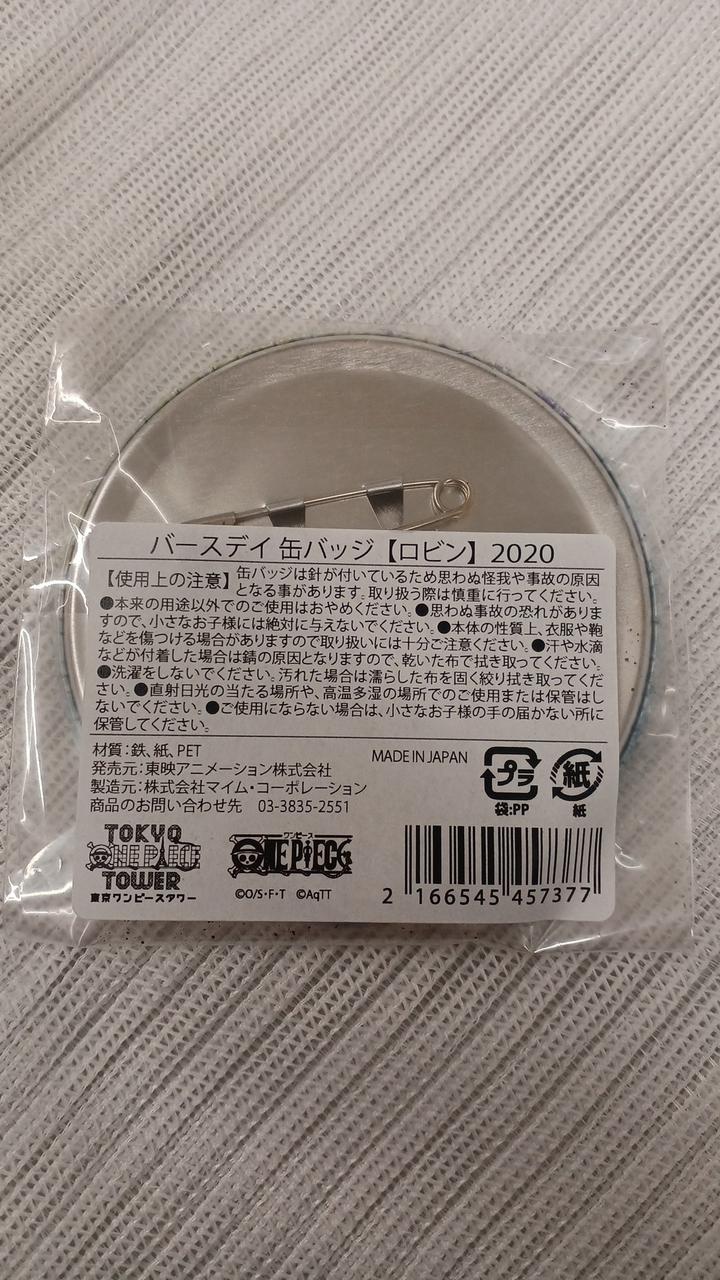 バースデイ 缶バッジ【ロビン】2020
【使用上の注意】缶バッジは針が付いているため思わぬ怪我や事故の原因
となる事があります。取り扱う際は慎重に行ってください。
●本来の用途以外でのご使用はおやめください。●思わぬ事故の恐れがありま
すので、小さなお子様には絶対に与えないでください。●本体の性質上、衣服や鞄
などを傷つける場合がありますので取り扱いには十分ご注意ください。●汗や水滴
などが付着した場合は錆の原因となりますので、乾いた布で拭き取ってください。
●洗濯をしないでください。汚れた場合は濡らした布を固く絞り拭き取ってくだ
さい。●直射日光の当たる場所や、高温多湿の場所でのご使用または保管はし
ないでください。●ご使用にならない場合は、小さなお子様の手の届かない所に
保管してください。
材質：鉄、紙、PET
発売元：東映アニメーション株式会社
製造元：株式会社マイム・コーポレーション
商品のお問い合わせ先 03-3835-2551
MADE IN JAPAN
プラ
袋:PP
紙
紙
TOKYO
ONE PIECE
TOWER
東京ワンピースタワー
ワンピース
ONE PIECE
©O/S・F・T ©AqTT
2 166545 457377